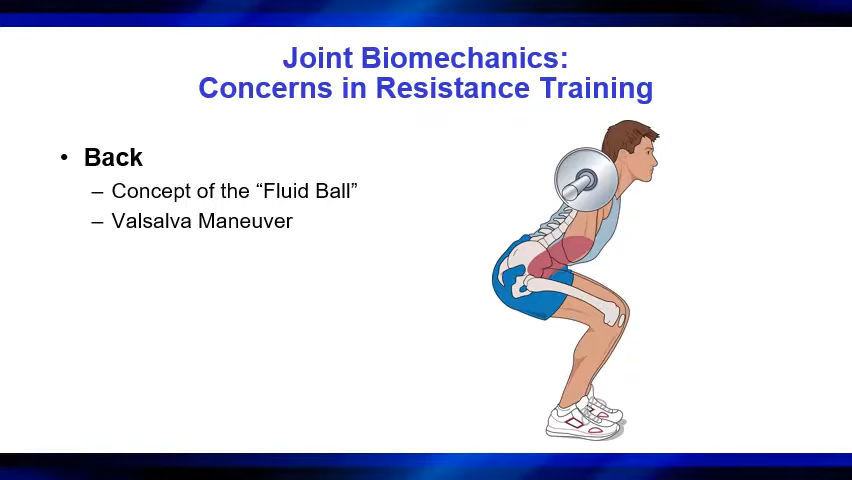 Joint Biomechanics:
Concerns in Resistance Training
• Back
– Concept of the “Fluid Ball”
– Valsalva Maneuver